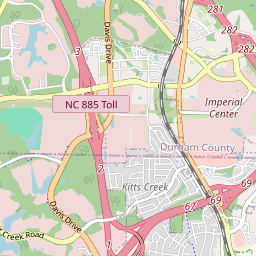 281
282
282
3
Davis Drive
NC 885 Toll
Imperial
Center
Durham County
2
Kitts Creek
69
67
69
Davis Drive
Creek Road
1